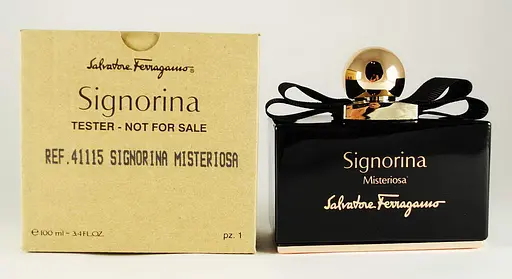 Salvatore Ferragamo®
Signorina
TESTER - NOT FOR SALE
REF.41115 SIGNORINA MISTERIOSA
e 100 ml - 3.4 FL.OZ.
pz. 1
Signorina
Misteriosa
Salvatore Ferragamo